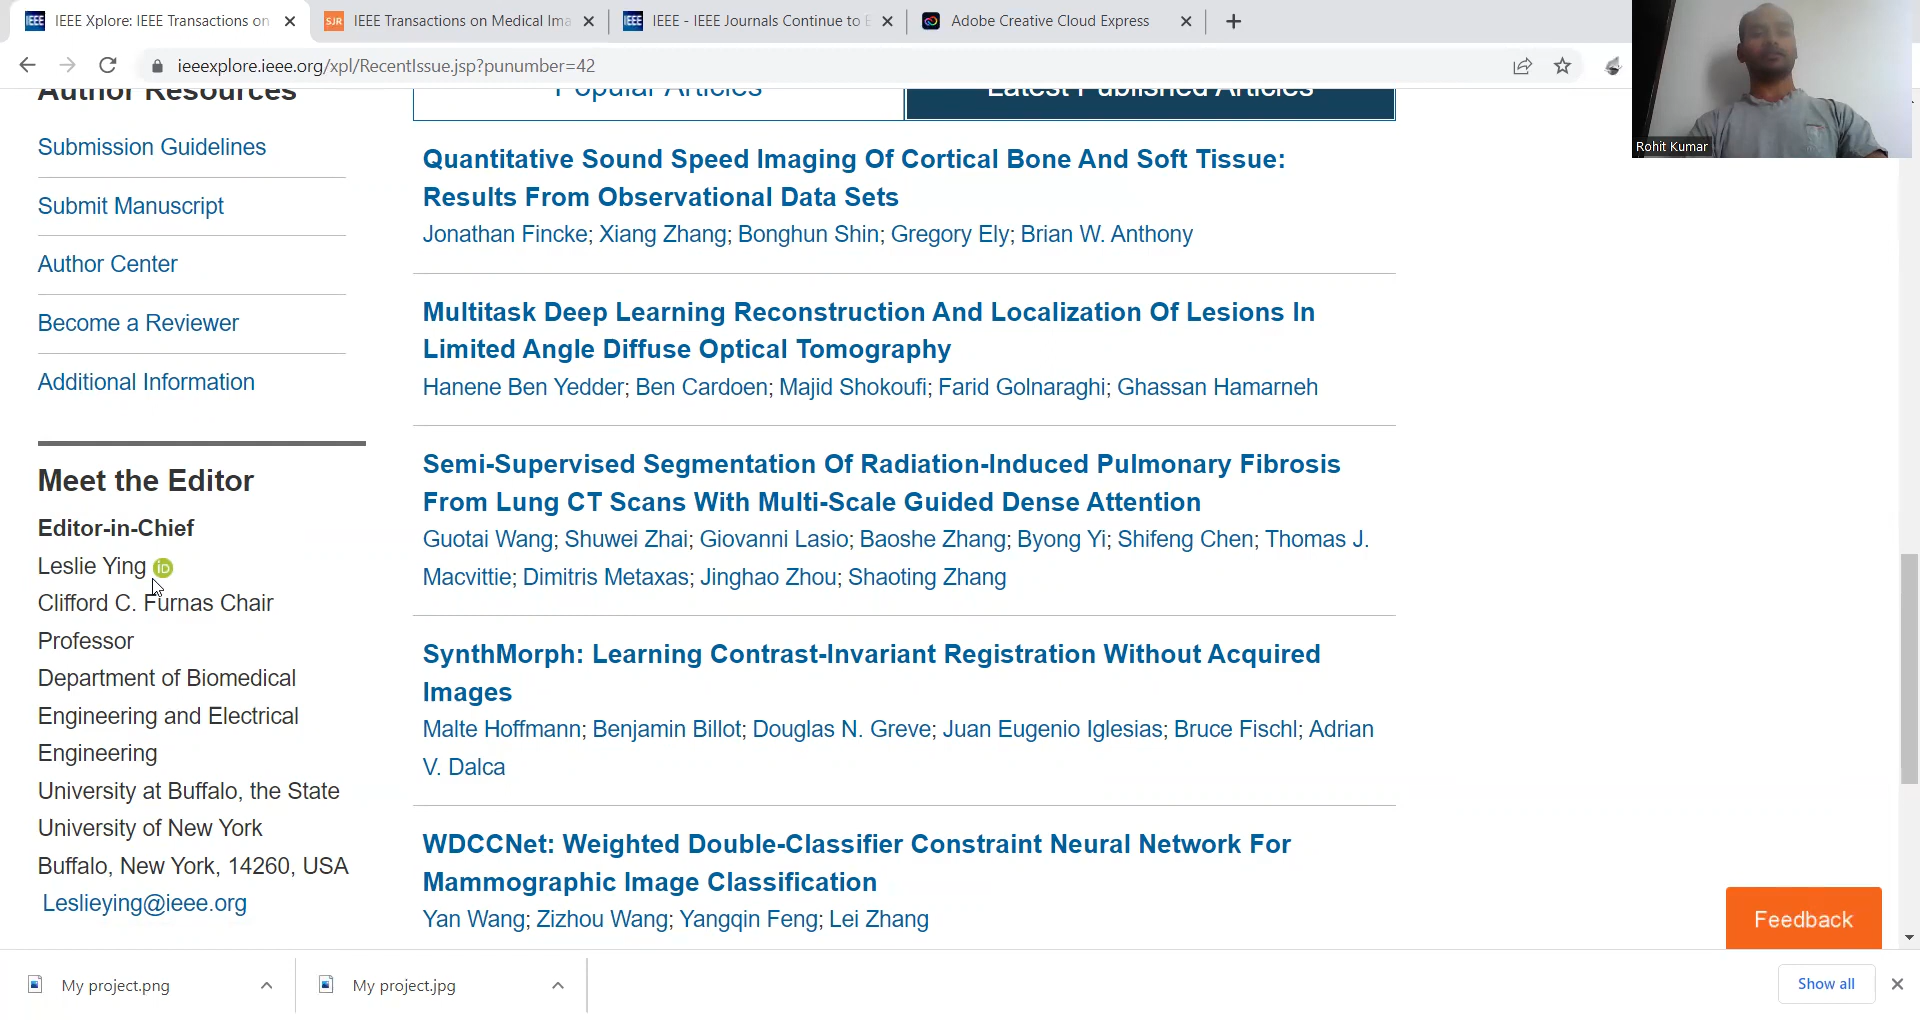 IEEE Xplore: IEEE Transactions on
IEEE Transactions on Medical Ima
IEEE - IEEE Journals Continue to E
Adobe Creative Cloud Express
ieeexplore.ieee.org/xpl/RecentIssue.jsp?punumber=42
Rohit Kumar
Author Resources
Submission Guidelines
Submit Manuscript
Author Center
Become a Reviewer
Additional Information
Meet the Editor
Editor-in-Chief
Leslie Ying iD
Clifford C. Furnas Chair
Professor
Department of Biomedical
Engineering and Electrical
Engineering
University at Buffalo, the State
University of New York
Buffalo, New York, 14260, USA
Leslieying@ieee.org
Popular Articles
Latest Published Articles
Quantitative Sound Speed Imaging Of Cortical Bone And Soft Tissue:
Results From Observational Data Sets
Jonathan Fincke; Xiang Zhang; Bonghun Shin; Gregory Ely; Brian W. Anthony
Multitask Deep Learning Reconstruction And Localization Of Lesions In
Limited Angle Diffuse Optical Tomography
Hanene Ben Yedder; Ben Cardoen; Majid Shokoufi; Farid Golnaraghi; Ghassan Hamarneh
Semi-Supervised Segmentation Of Radiation-Induced Pulmonary Fibrosis
From Lung CT Scans With Multi-Scale Guided Dense Attention
Guotai Wang; Shuwei Zhai; Giovanni Lasio; Baoshe Zhang; Byong Yi; Shifeng Chen; Thomas J.
Macvittie; Dimitris Metaxas; Jinghao Zhou; Shaoting Zhang
SynthMorph: Learning Contrast-Invariant Registration Without Acquired
Images
Malte Hoffmann; Benjamin Billot; Douglas N. Greve; Juan Eugenio Iglesias; Bruce Fischl; Adrian
V. Dalca
WDCCNet: Weighted Double-Classifier Constraint Neural Network For
Mammographic Image Classification
Yan Wang; Zizhou Wang; Yangqin Feng; Lei Zhang
Feedback
My project.png
My project.jpg
Show all